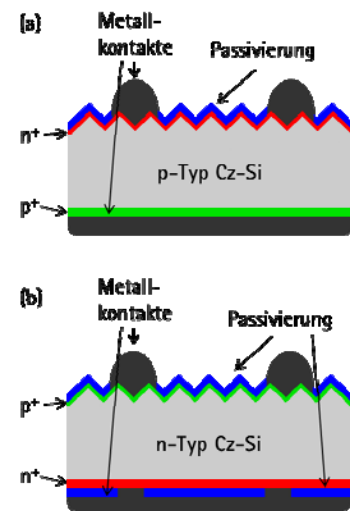 (a)
Metall-
kontakte
Passivierung
n+
p-Typ Cz-Si
p+
(b)
Metall-
kontakte
Passivierung
p+
n-Typ Cz-Si
n+